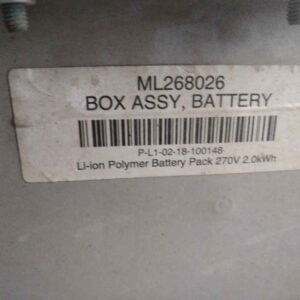 ML268026
BOX ASSY, BATTERY
P-L1-02-18-100148
Li-ion Polymer Battery Pack 270V 2.0kWh